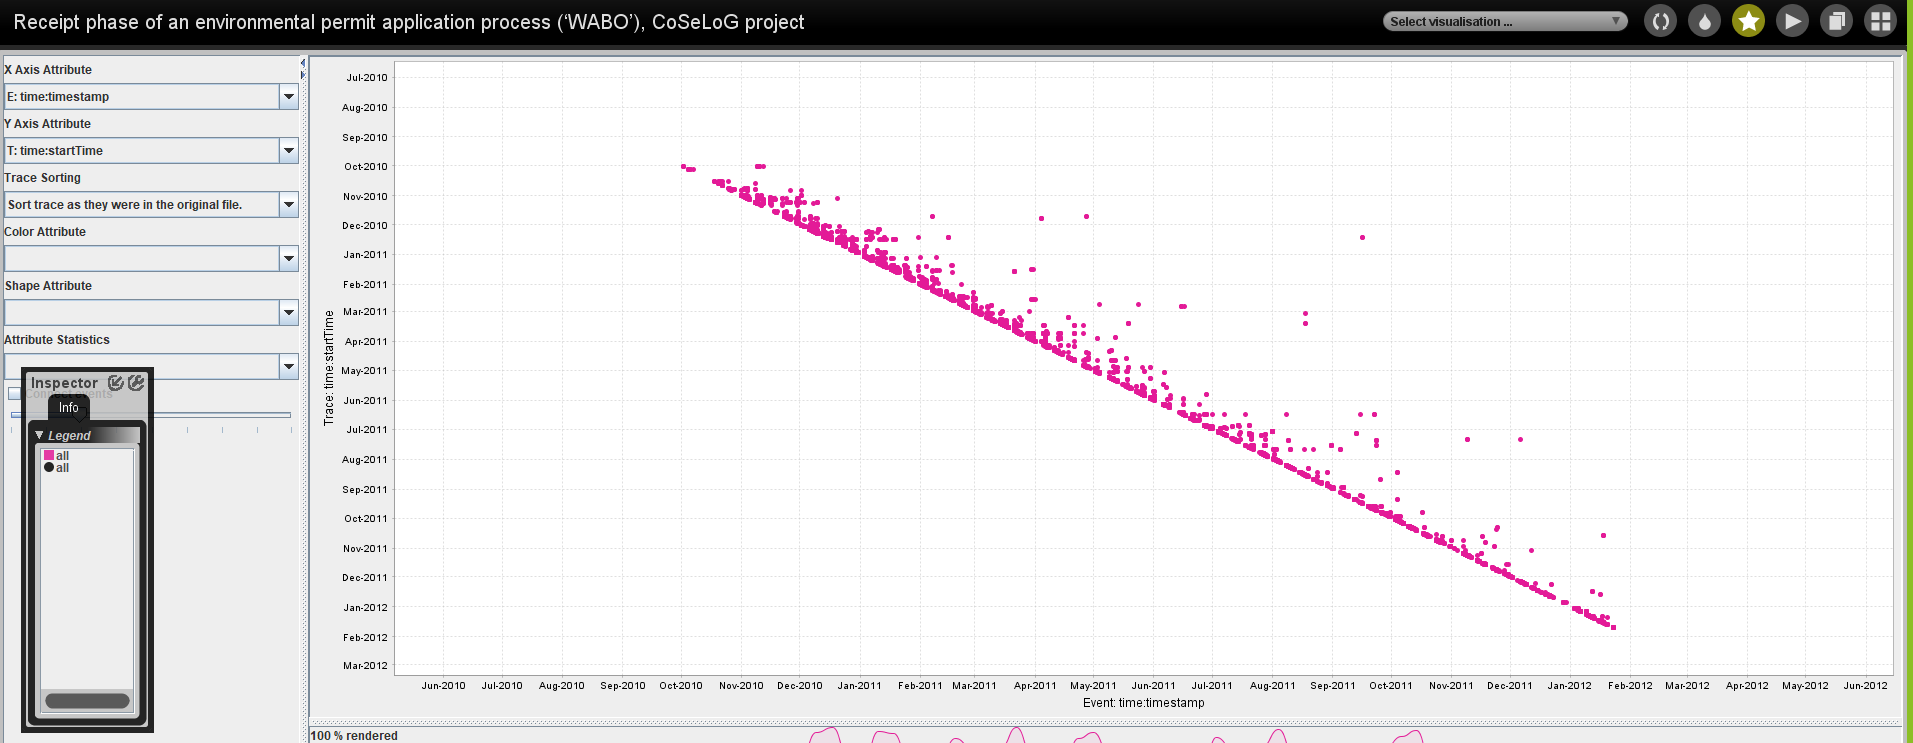 Receipt phase of an environmental permit application process (‘WABO’), CoSeLoG project
Select visualisation ...
X Axis Attribute
E: time:timestamp
Y Axis Attribute
T: time:startTime
Trace Sorting
Sort trace as they were in the original file.
Color Attribute
Shape Attribute
Attribute Statistics
Connect events
Inspector
Info
Legend
all
all
Trace: time:startTime
Jul-2010
Aug-2010
Sep-2010
Oct-2010
Nov-2010
Dec-2010
Jan-2011
Feb-2011
Mar-2011
Apr-2011
May-2011
Jun-2011
Jul-2011
Aug-2011
Sep-2011
Oct-2011
Nov-2011
Dec-2011
Jan-2012
Feb-2012
Mar-2012
Jun-2010 Jul-2010 Aug-2010 Sep-2010 Oct-2010 Nov-2010 Dec-2010 Jan-2011 Feb-2011 Mar-2011 Apr-2011 May-2011 Jun-2011 Jul-2011 Aug-2011 Sep-2011 Oct-2011 Nov-2011 Dec-2011 Jan-2012 Feb-2012 Mar-2012 Apr-2012 May-2012 Jun-2012
Event: time:timestamp
100 % rendered